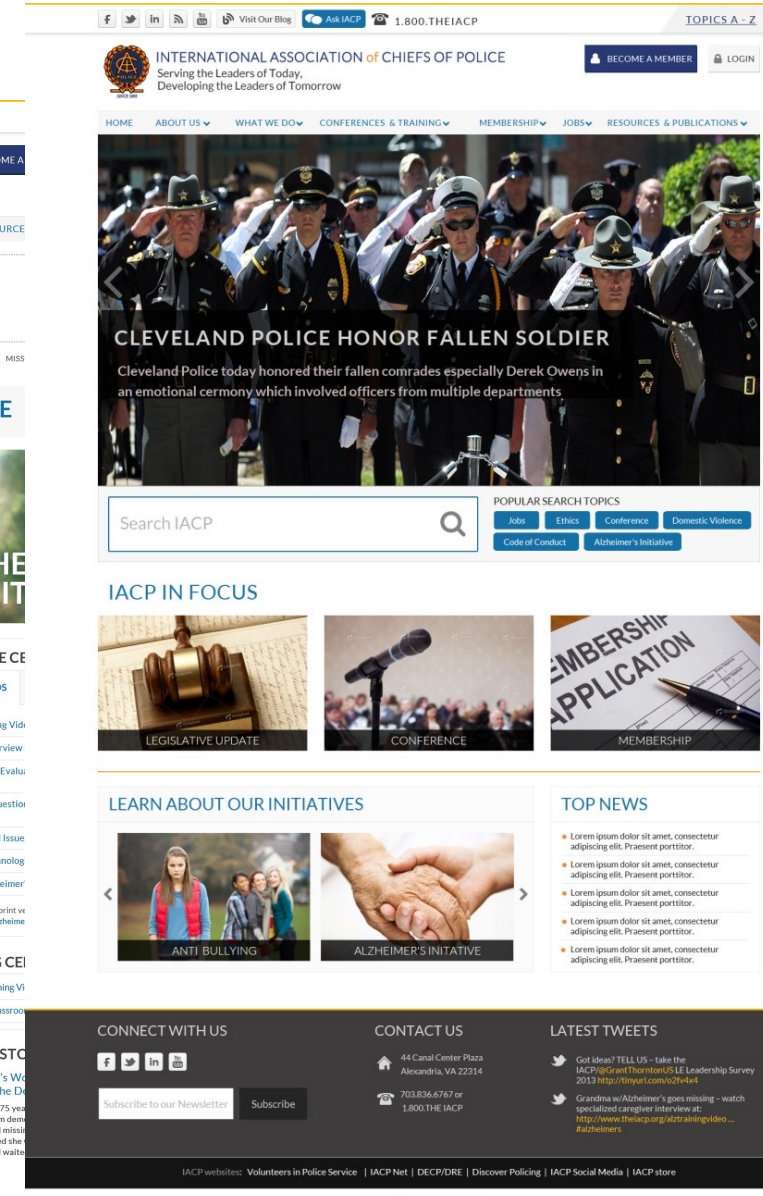 Visit Our Blog
Ask IACP
1.800.THEIACP
TOPICS A - Z
INTERNATIONAL ASSOCIATION of CHIEFS OF POLICE
Serving the Leaders of Today,
Developing the Leaders of Tomorrow
BECOME A MEMBER
LOGIN
HOME ABOUT US WHAT WE DO CONFERENCES & TRAINING MEMBERSHIP JOBS RESOURCES & PUBLICATIONS
CLEVELAND POLICE HONOR FALLEN SOLDIER
Cleveland Police today honored their fallen comrades especially Derek Owens in
an emotional cermony which involved officers from multiple departments
Search IACP
POPULAR SEARCH TOPICS
Jobs Ethics Conference Domestic Violence
Code of Conduct Alzheimer's Initiative
IACP IN FOCUS
MEMBERSHIP
APPLICATION
LEGISLATIVE UPDATE
CONFERENCE
MEMBERSHIP
LEARN ABOUT OUR INITIATIVES
ANTI BULLYING
ALZHEIMER'S INITATIVE
TOP NEWS
Lorem ipsum dolor sit amet, consectetur
adipiscing elit. Praesent porttitor.
Lorem ipsum dolor sit amet, consectetur
adipiscing elit. Praesent porttitor.
Lorem ipsum dolor sit amet, consectetur
adipiscing elit. Praesent porttitor.
Lorem ipsum dolor sit amet, consectetur
adipiscing elit. Praesent porttitor.
Lorem ipsum dolor sit amet, consectetur
adipiscing elit. Praesent porttitor.
CONNECT WITH US
Subscribe to our Newsletter
Subscribe
CONTACT US
44 Canal Center Plaza
Alexandria, VA 22314
703.836.6767 or
1.800.THE IACP
LATEST TWEETS
Got ideas? TELL US – take the
IACP/@GrantThorntonUS LE Leadership Survey
2013 http://tinyurl.com/o2fv4x4
Grandma w/Alzheimer's goes missing – watch
specialized caregiver interview at:
http://www.theiacp.org/alztrainingvideo ...
#alzheimers
IACP websites: Volunteers in Police Service | IACP Net | DECP/DRE | Discover Policing | IACP Social Media | IACP store